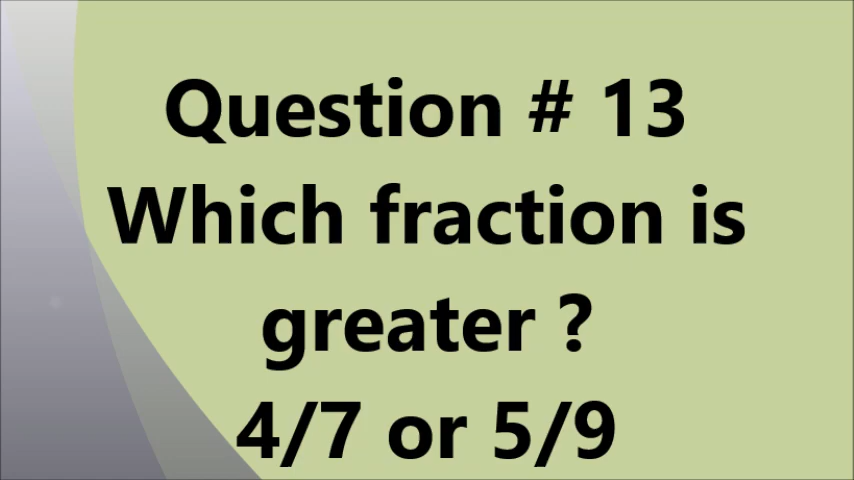 Question # 13
Which fraction is
greater ?
4/7 or 5/9